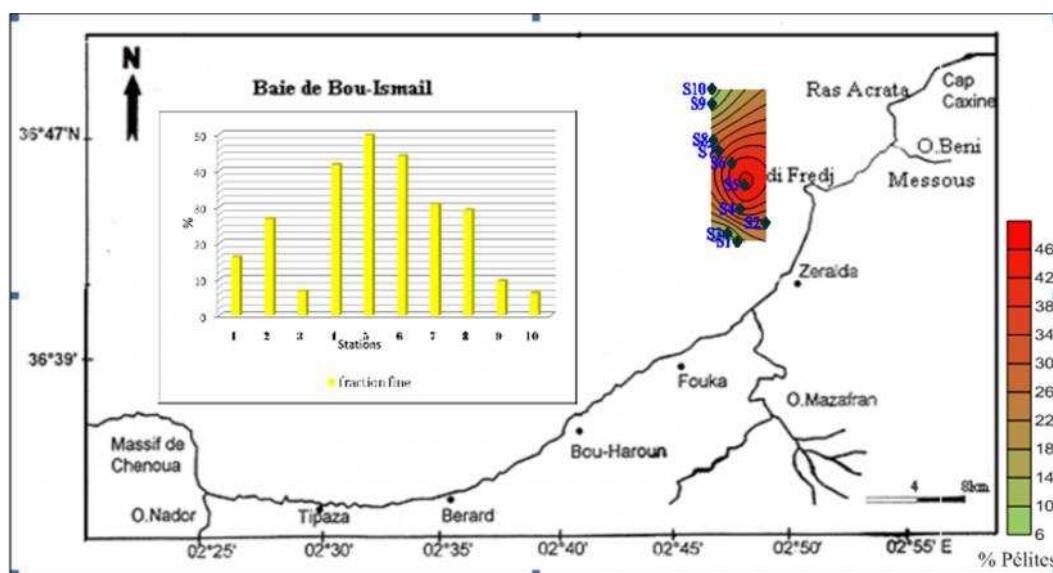 N
Baie de Bou-Ismail
36°47'N
36°39'
50
40
30
20
10
0
%
1 2 3 4 5 6 7 8 9 10
Stations
fraction fine
S10
S9
S8
S7
S6
S5
S4
S2
S3
S1
di Fredj
Ras Acrata
Cap
Caxine
O.Beni
Messous
Zeralda
Fouka
O.Mazafran
Bou-Haroun
Massif de
Chenoua
O.Nador
Tipaza
Berard
4 8km
02°25' 02°30' 02°35' 02°40' 02°45' 02°50' 02°55' E
46
42
38
34
30
26
22
18
14
10
6
% Pélites